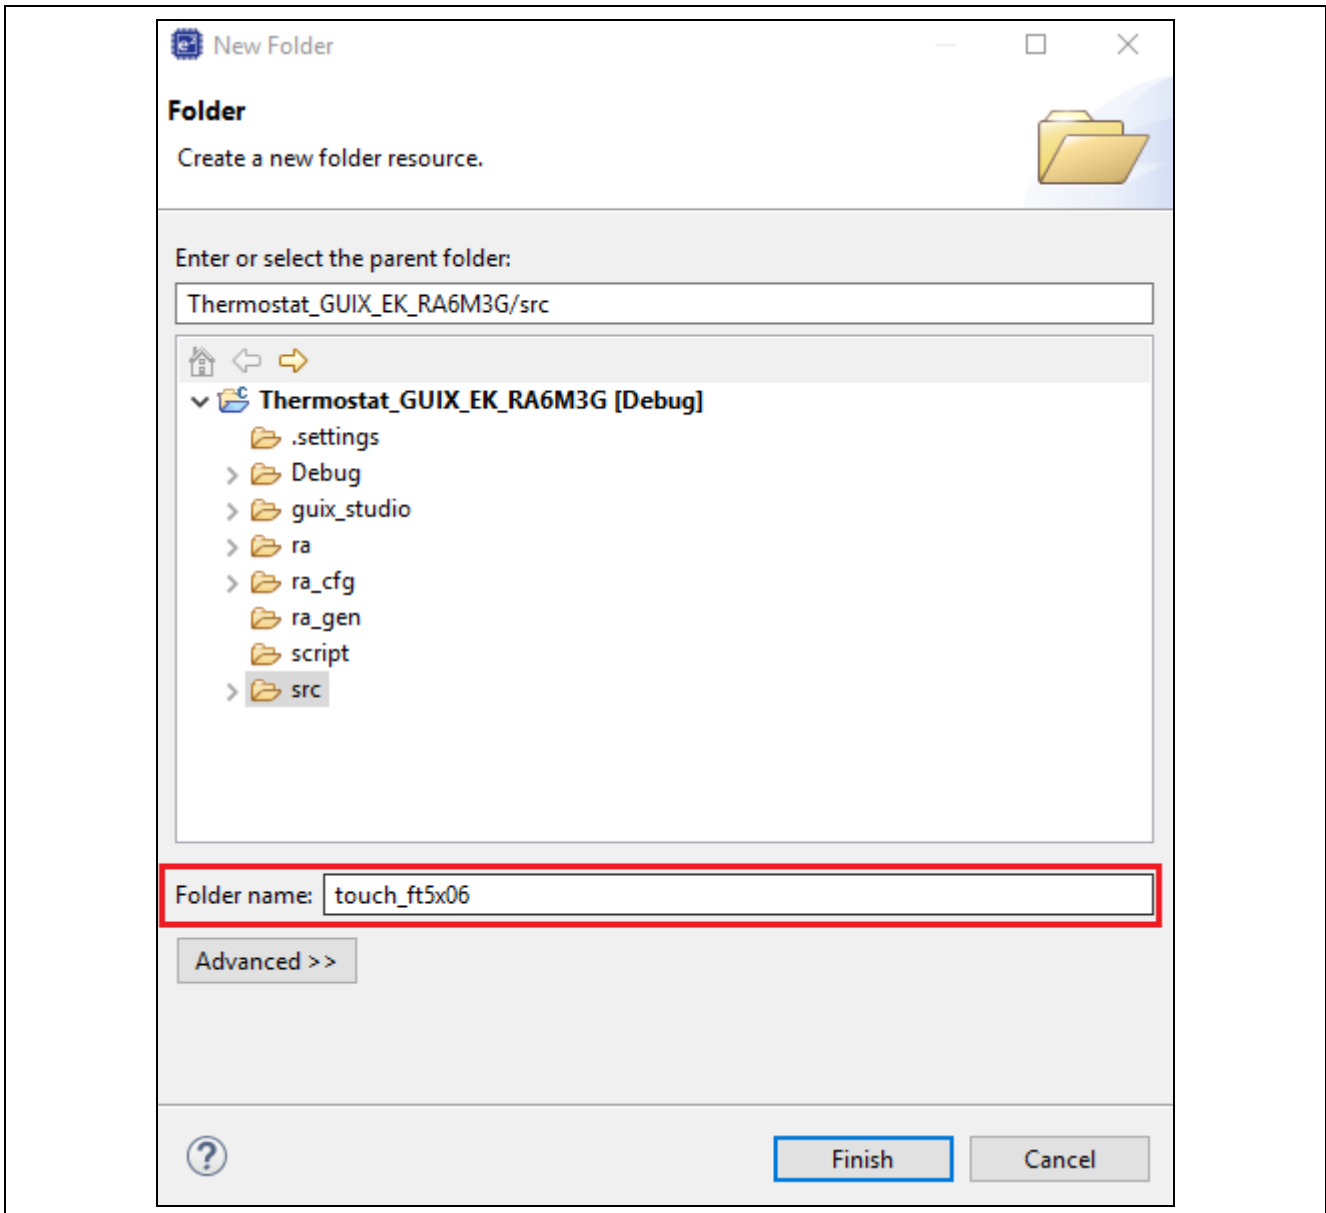 New Folder
Folder
Create a new folder resource.
Enter or select the parent folder:
Thermostat_GUIX_EK_RA6M3G/src
Thermostat_GUIX_EK_RA6M3G [Debug]
.settings
Debug
guix_studio
ra
ra_cfg
ra_gen
script
src
Folder name: touch_ft5x06
Advanced >>
Finish Cancel